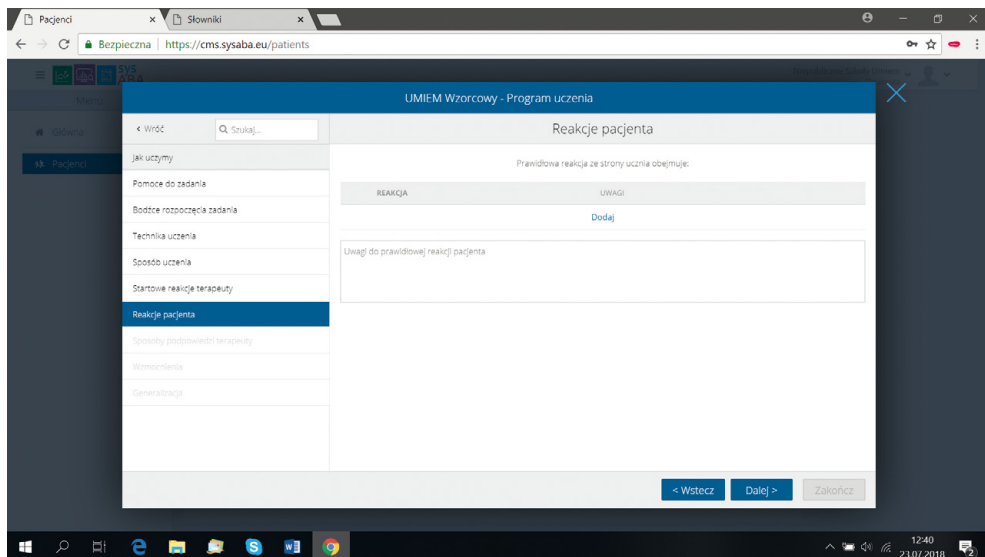 Pacjenci
Słowniki
Bezpieczna | https://cms.sysaba.eu/patients
SYS
ABA
Menu
Główna
Pacjenci
UMIEM Wzorcowy - Program uczenia
< Wróć
Szukaj...
Jak uczymy
Pomoce do zadania
Bodźce rozpoczęcia zadania
Technika uczenia
Sposób uczenia
Startowe reakcje terapeuty
Reakcje pacjenta
Sposoby podpowiedzi terapeuty
Wzmocnienia
Generalizacja
Reakcje pacjenta
Prawidłowa reakcja ze strony ucznia obejmuje:
REAKCJA UWAGI
Dodaj
Uwagi do prawidłowej reakcji pacjenta
< Wstecz
Dalej >
Zakończ
12:40
23.07.2018